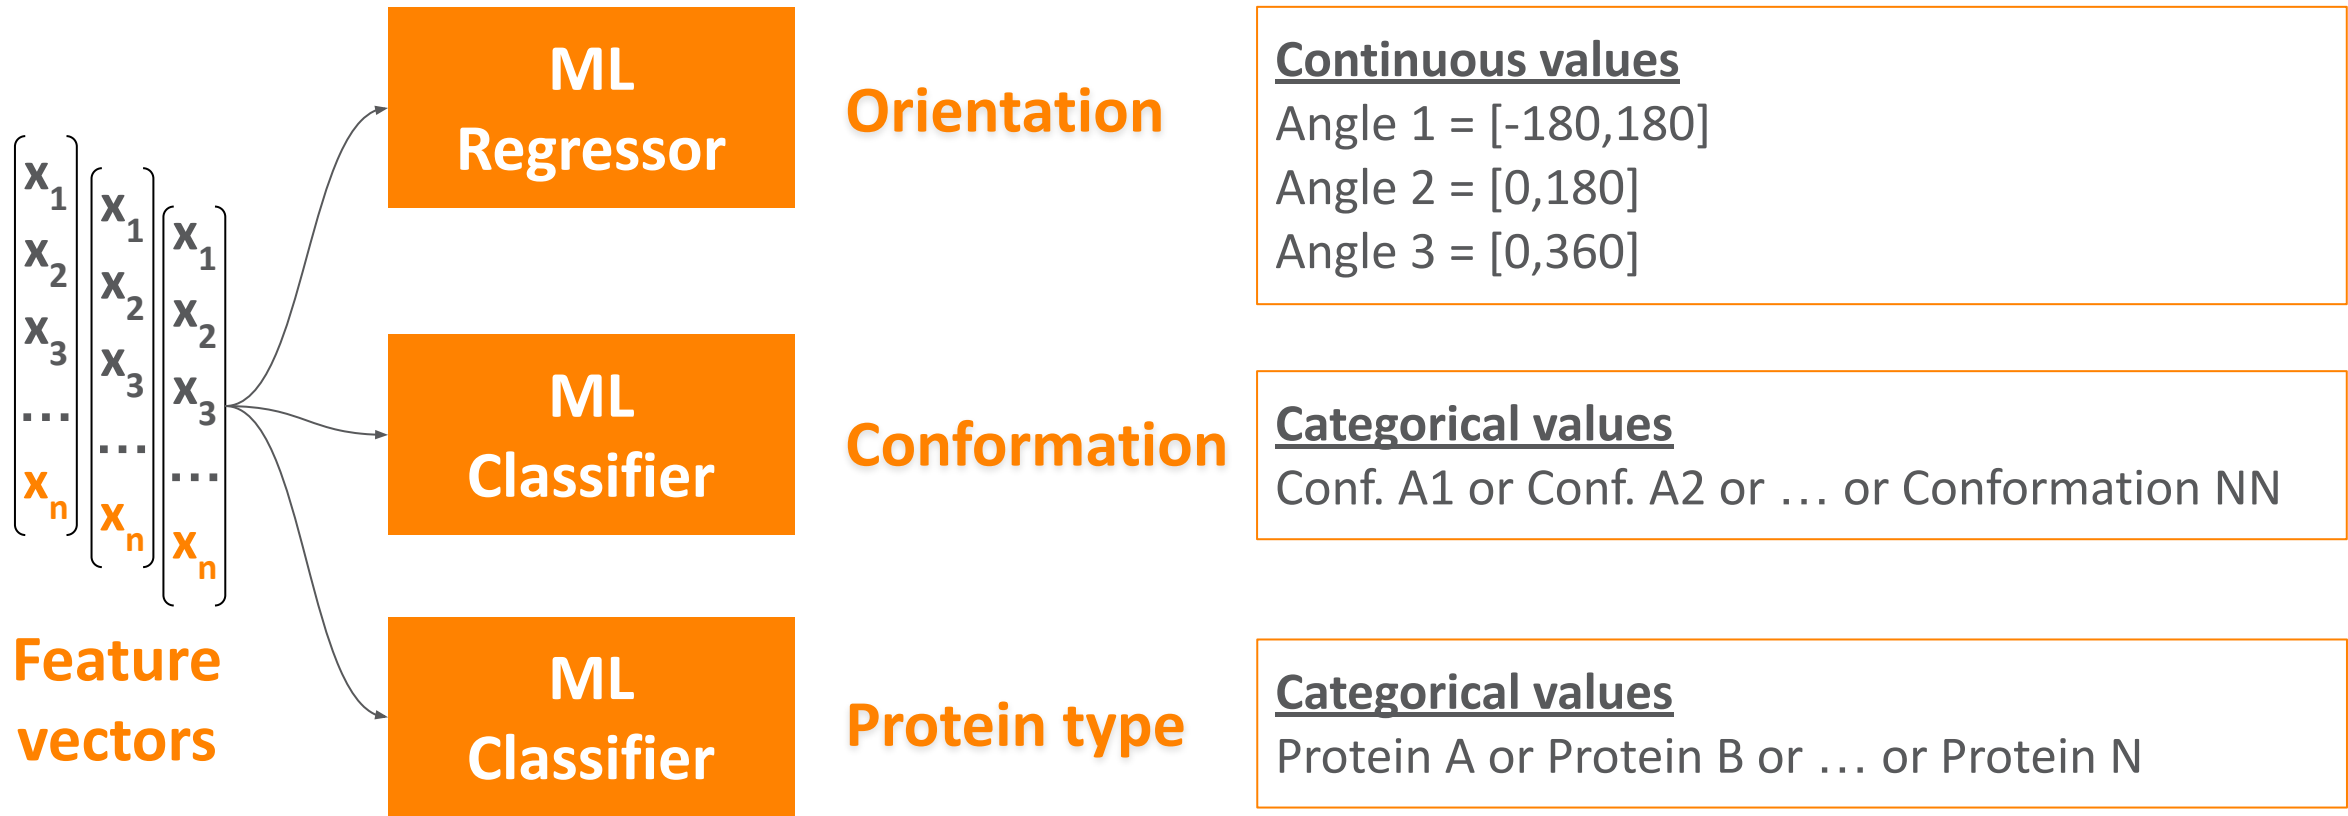 x1
x2
x3
...
xn
x1
x2
x3
...
xn
x1
x2
x3
...
xn
Feature
vectors
ML
Regressor
Orientation
Continuous values
Angle 1 = [-180,180]
Angle 2 = [0,180]
Angle 3 = [0,360]
ML
Classifier
Conformation
Categorical values
Conf. A1 or Conf. A2 or … or Conformation NN
ML
Classifier
Protein type
Categorical values
Protein A or Protein B or … or Protein N